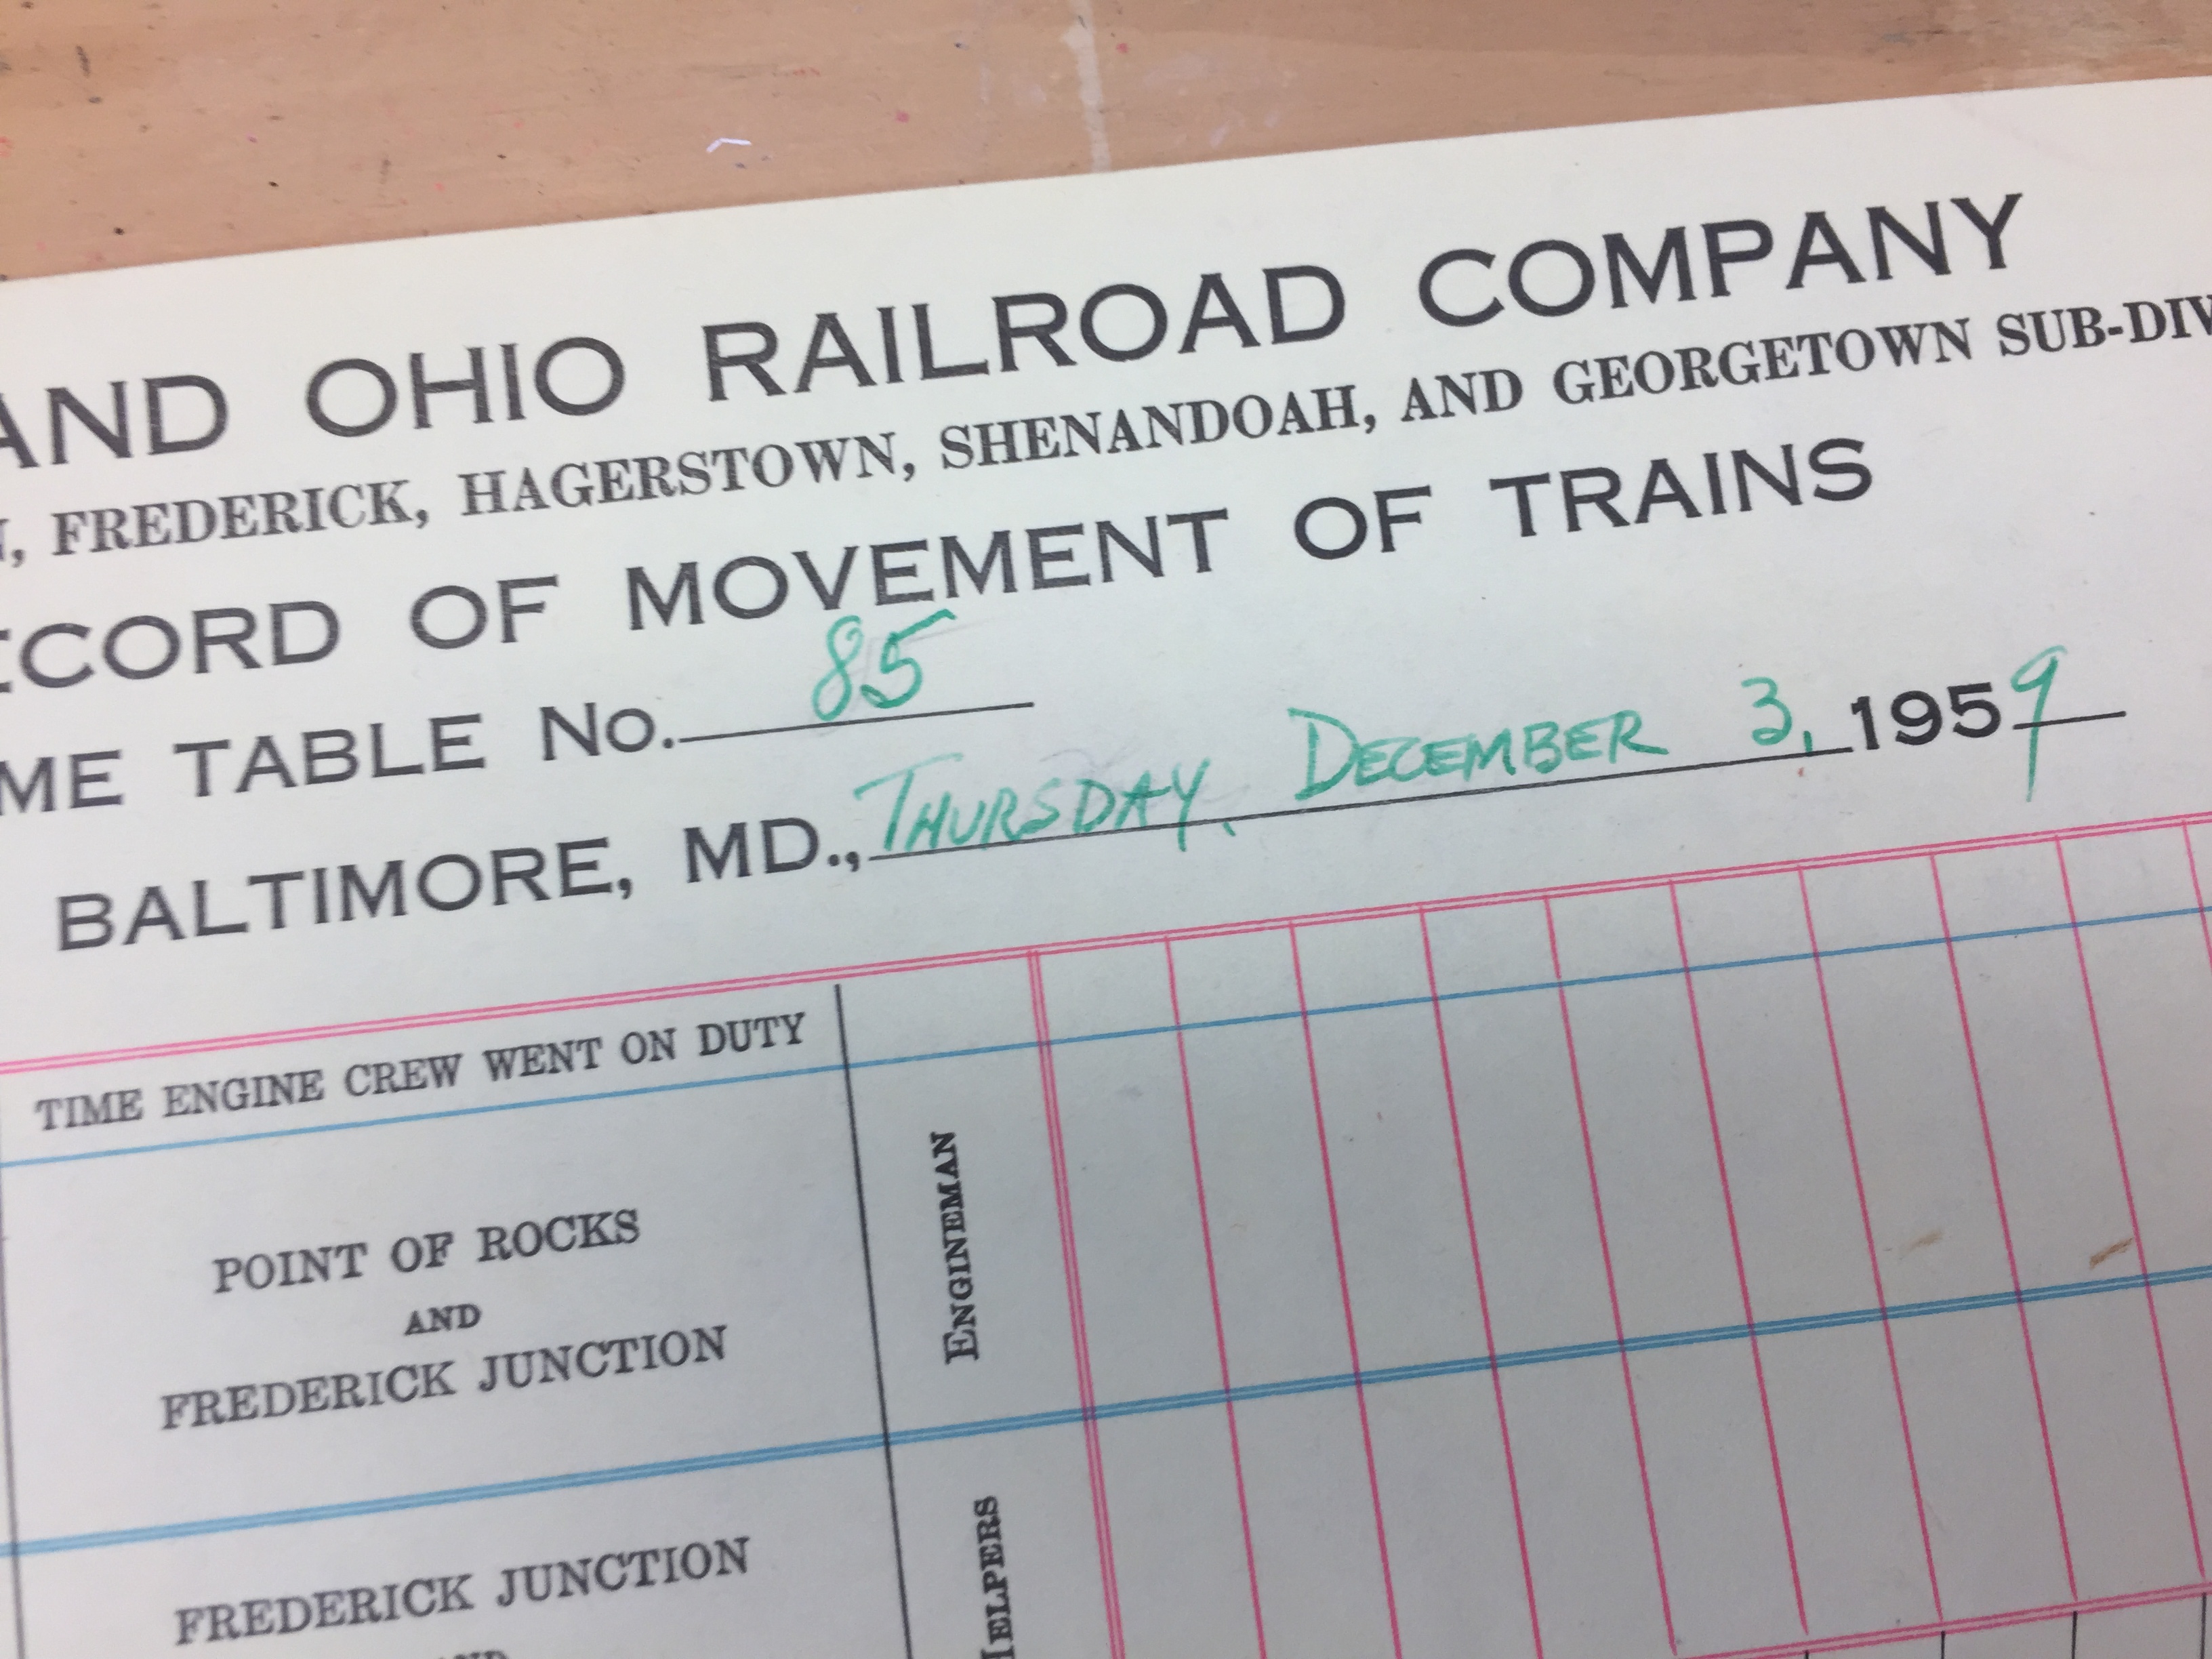 AND OHIO RAILROAD COMPANY
, FREDERICK, HAGERSTOWN, SHENANDOAH, AND GEORGETOWN SUB-DIV
ECORD OF MOVEMENT OF TRAINS
ME TABLE No. 85
BALTIMORE, MD., THURSDAY, DECEMBER 3, 1959
TIME ENGINE CREW WENT ON DUTY
POINT OF ROCKS
AND
FREDERICK JUNCTION
ENGINEMAN
FREDERICK JUNCTION
HELPERS